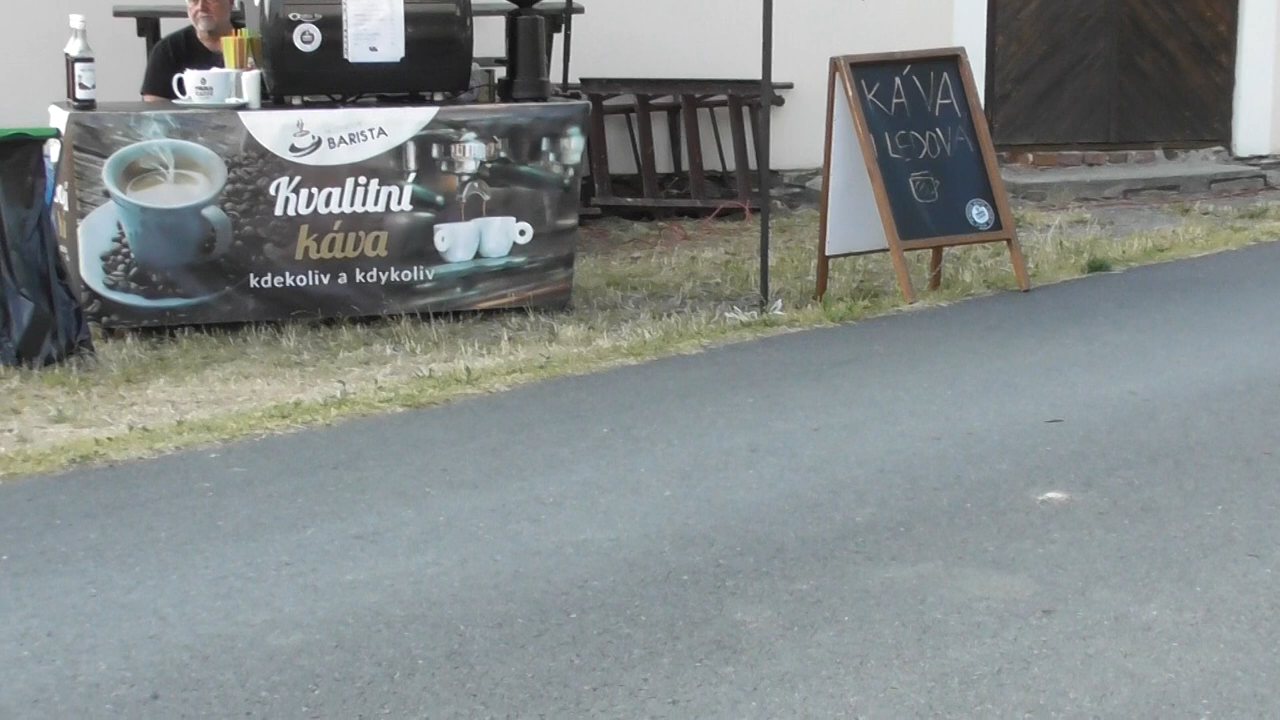 BARISTA
Kvalitní
káva
kdekoliv a kdykoliv
KÁVA
I LEDOVÁ